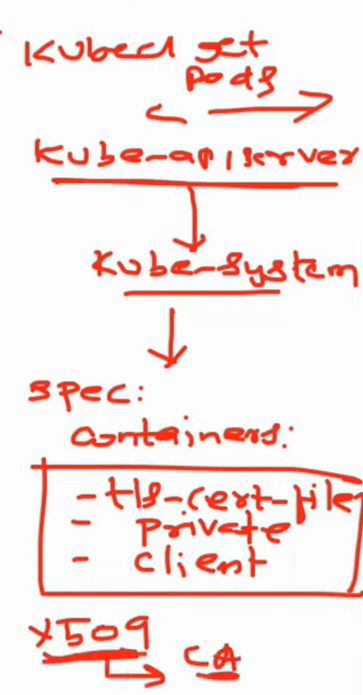 Kubectl get
pods
Kube-apiserver
Kube-system
spec:
containers:
- tls-cert-file
- private
- client
X509
CA